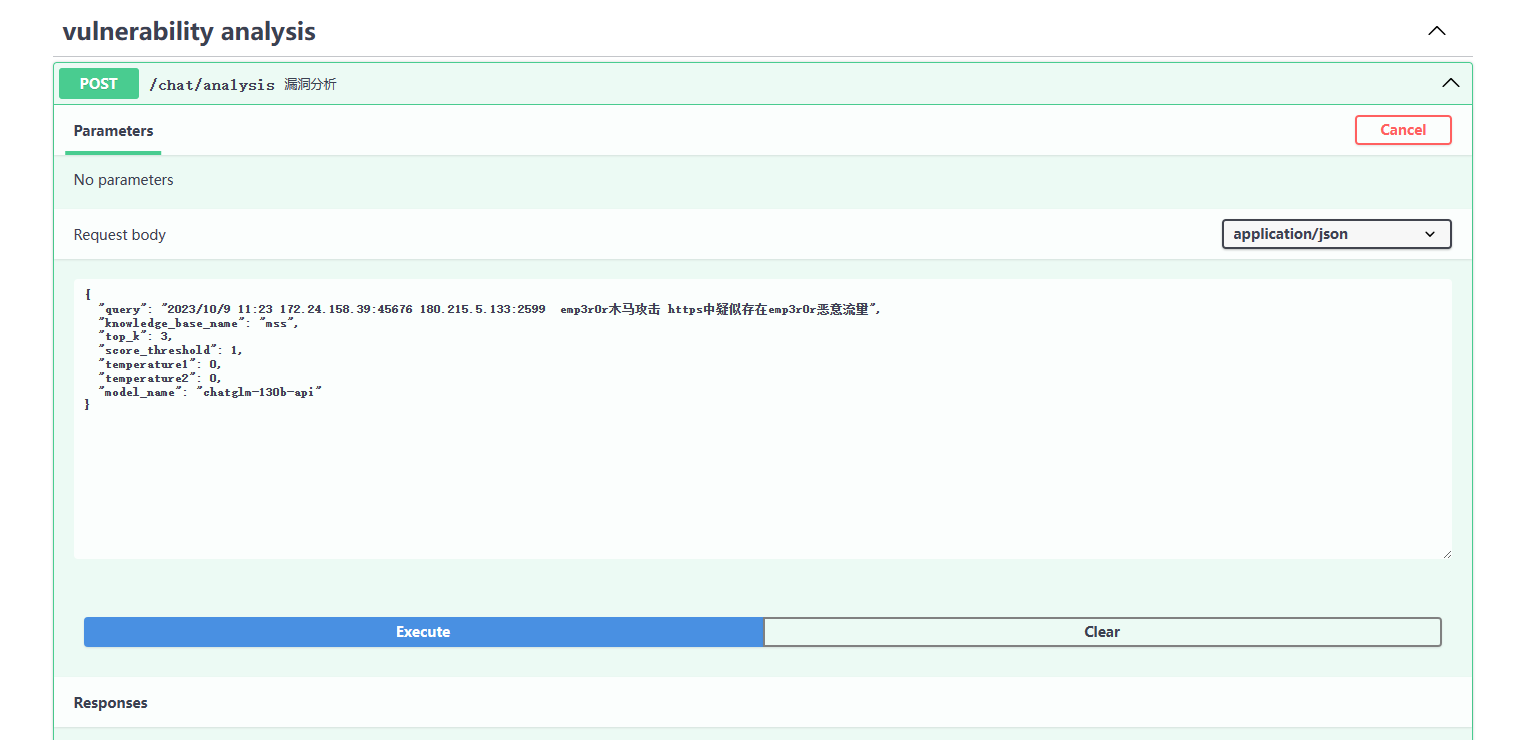 vulnerability analysis
POST /chat/analysis 漏洞分析
Parameters
Cancel
No parameters
Request body
application/json
{
"query": "2023/10/9 11:23 172.24.158.39:45676 180.215.5.133:2599  emp3r0r木马攻击 https中疑似存在emp3r0r恶意流量",
"knowledge_base_name": "mss",
"top_k": 3,
"score_threshold": 1,
"temperature1": 0,
"temperature2": 0,
"model_name": "chatglm-130b-api"
}
Execute
Clear
Responses